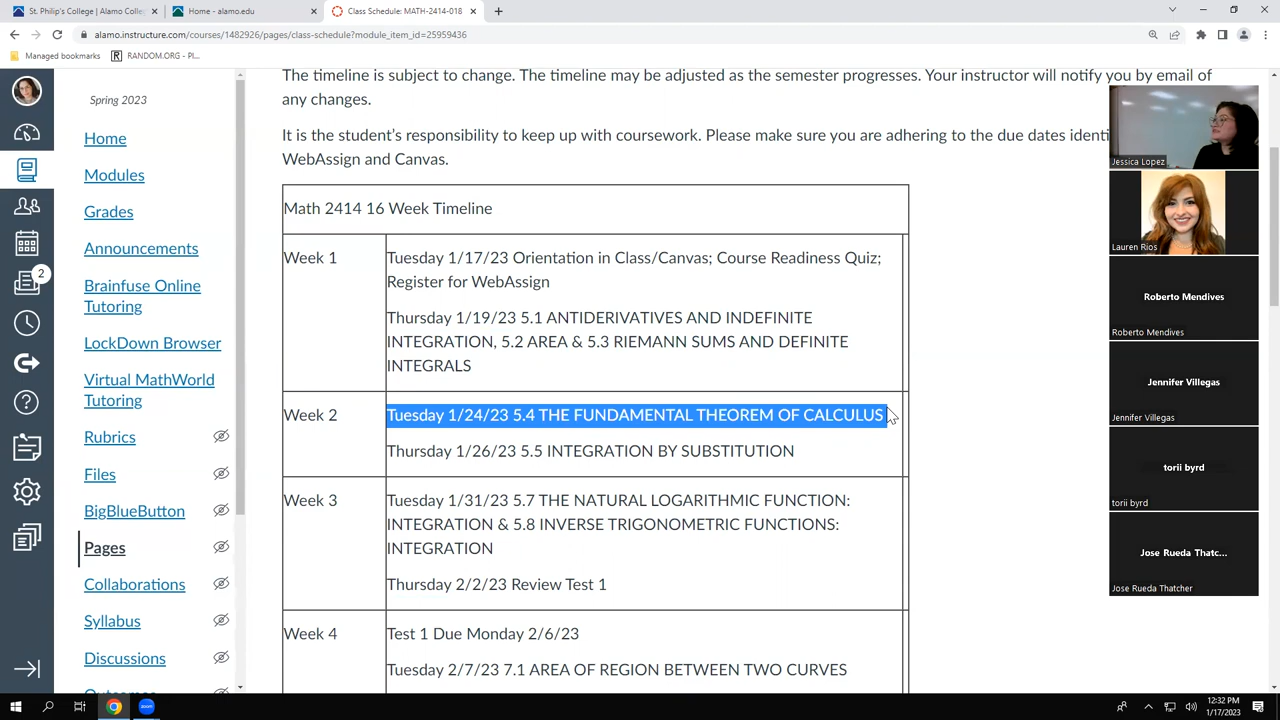 St. Philip's College | Alamo Colle
Home - alamo.edu
Class Schedule: MATH-2414-018
alamo.instructure.com/courses/1482926/pages/class-schedule?module_item_id=25959436
Managed bookmarks
RANDOM.ORG - Pi...
Spring 2023
Home
Modules
Grades
Announcements
Brainfuse Online
Tutoring
LockDown Browser
Virtual MathWorld
Tutoring
Rubrics
Files
BigBlueButton
Pages
Collaborations
Syllabus
Discussions
Outcomes
2
The timeline is subject to change. The timeline may be adjusted as the semester progresses. Your instructor will notify you by email of
any changes.
It is the student's responsibility to keep up with coursework. Please make sure you are adhering to the due dates identi
WebAssign and Canvas.
Math 2414 16 Week Timeline
Week 1
Tuesday 1/17/23 Orientation in Class/Canvas; Course Readiness Quiz;
Register for WebAssign
Thursday 1/19/23 5.1 ANTIDERIVATIVES AND INDEFINITE
INTEGRATION, 5.2 AREA & 5.3 RIEMANN SUMS AND DEFINITE
INTEGRALS
Week 2
Tuesday 1/24/23 5.4 THE FUNDAMENTAL THEOREM OF CALCULUS
Thursday 1/26/23 5.5 INTEGRATION BY SUBSTITUTION
Week 3
Tuesday 1/31/23 5.7 THE NATURAL LOGARITHMIC FUNCTION:
INTEGRATION & 5.8 INVERSE TRIGONOMETRIC FUNCTIONS:
INTEGRATION
Thursday 2/2/23 Review Test 1
Week 4
Test 1 Due Monday 2/6/23
Tuesday 2/7/23 7.1 AREA OF REGION BETWEEN TWO CURVES
Jessica Lopez
Lauren Rios
Roberto Mendives
Roberto Mendives
Jennifer Villegas
Jennifer Villegas
torii byrd
torii byrd
Jose Rueda Thatc...
Jose Rueda Thatcher
zoom
12:32 PM
1/17/2023